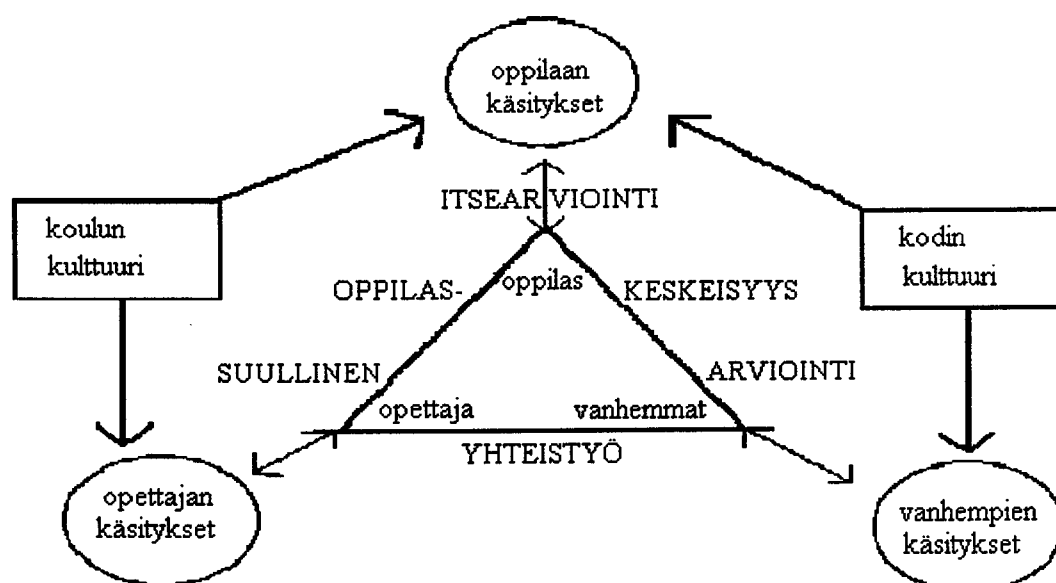 oppilaan
käsitykset
ITSEARVIOINTI
koulun
kulttuuri
kodin
kulttuuri
OPPILAS-
oppilas
KESKEISYYS
SUULLINEN
ARVIOINTI
opettaja
vanhemmat
YHTEISTYÖ
opettajan
käsitykset
vanhempien
käsitykset